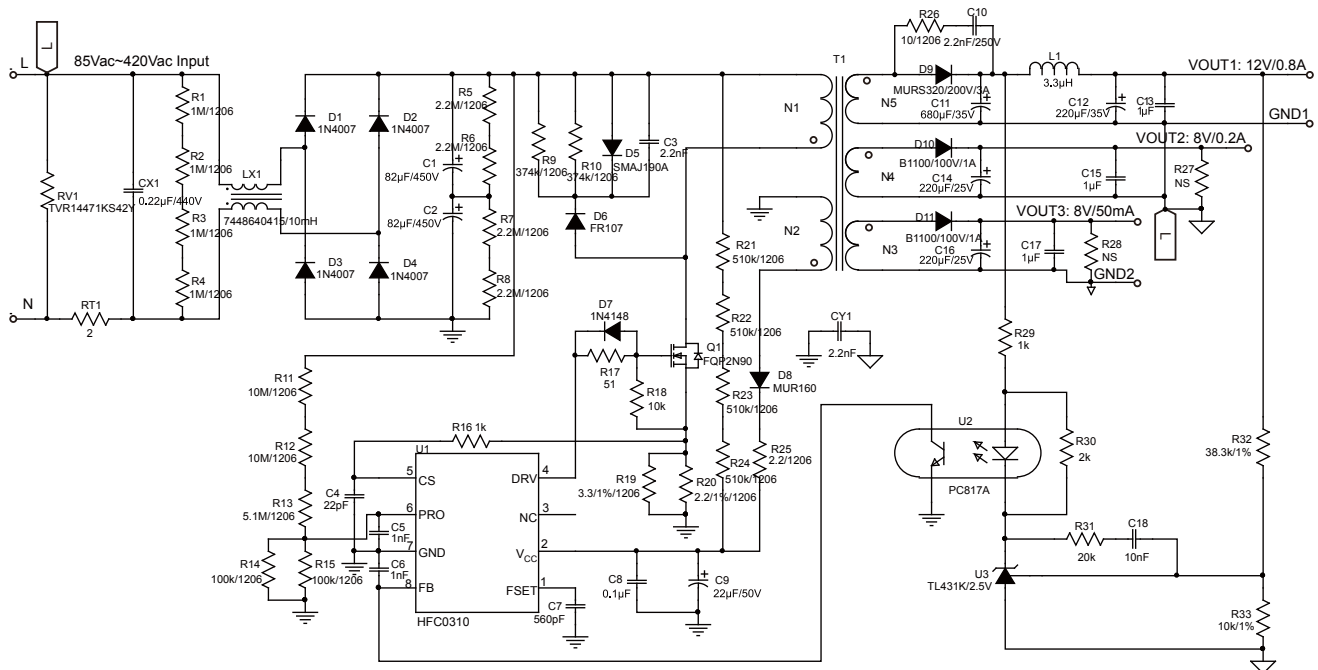 L
L
85Vac~420Vac Input
R1
1M/1206
R2
1M/1206
R3
1M/1206
R4
1M/1206
RV1
TVR14471KS42Y
CX1
0.22µF/440V
LX1
7448640415/10mH
N
RT1
2
D1
1N4007
D2
1N4007
D3
1N4007
D4
1N4007
C1
82µF/450V
C2
82µF/450V
R5
2.2M/1206
R6
2.2M/1206
R7
2.2M/1206
R8
2.2M/1206
R9
374k/1206
R10
374k/1206
D5
SMAJ190A
C3
2.2nF
D6
FR107
T1
N1
N2
N5
N4
N3
R26
10/1206
C10
2.2nF/250V
D9
MURS320/200V/3A
C11
680µF/35V
L1
3.3µH
C12
220µF/35V
C13
1µF
VOUT1: 12V/0.8A
GND1
D10
B1100/100V/1A
C14
220µF/25V
C15
1µF
VOUT2: 8V/0.2A
R27
NS
D11
B1100/100V/1A
C16
220µF/25V
C17
1µF
VOUT3: 8V/50mA
R28
NS
GND2
L
R21
510k/1206
R22
510k/1206
R23
510k/1206
R24
510k/1206
CY1
2.2nF
D7
1N4148
R17
51
Q1
FQP2N90
R18
10k
D8
MUR160
R25
2.2/1206
R11
10M/1206
R12
10M/1206
R13
5.1M/1206
R14
100k/1206
R15
100k/1206
R16 1k
U1
5
CS
6
PRO
7
GND
8
FB
DRV
4
NC
3
VCC
2
FSET
1
HFC0310
C4
22pF
C5
1nF
C6
1nF
C7
560pF
R19
3.3/1%/1206
R20
2.2/1%/1206
C8
0.1µF
C9
22µF/50V
R29
1k
U2
PC817A
R30
2k
R31
20k
C18
10nF
U3
TL431K/2.5V
R32
38.3k/1%
R33
10k/1%